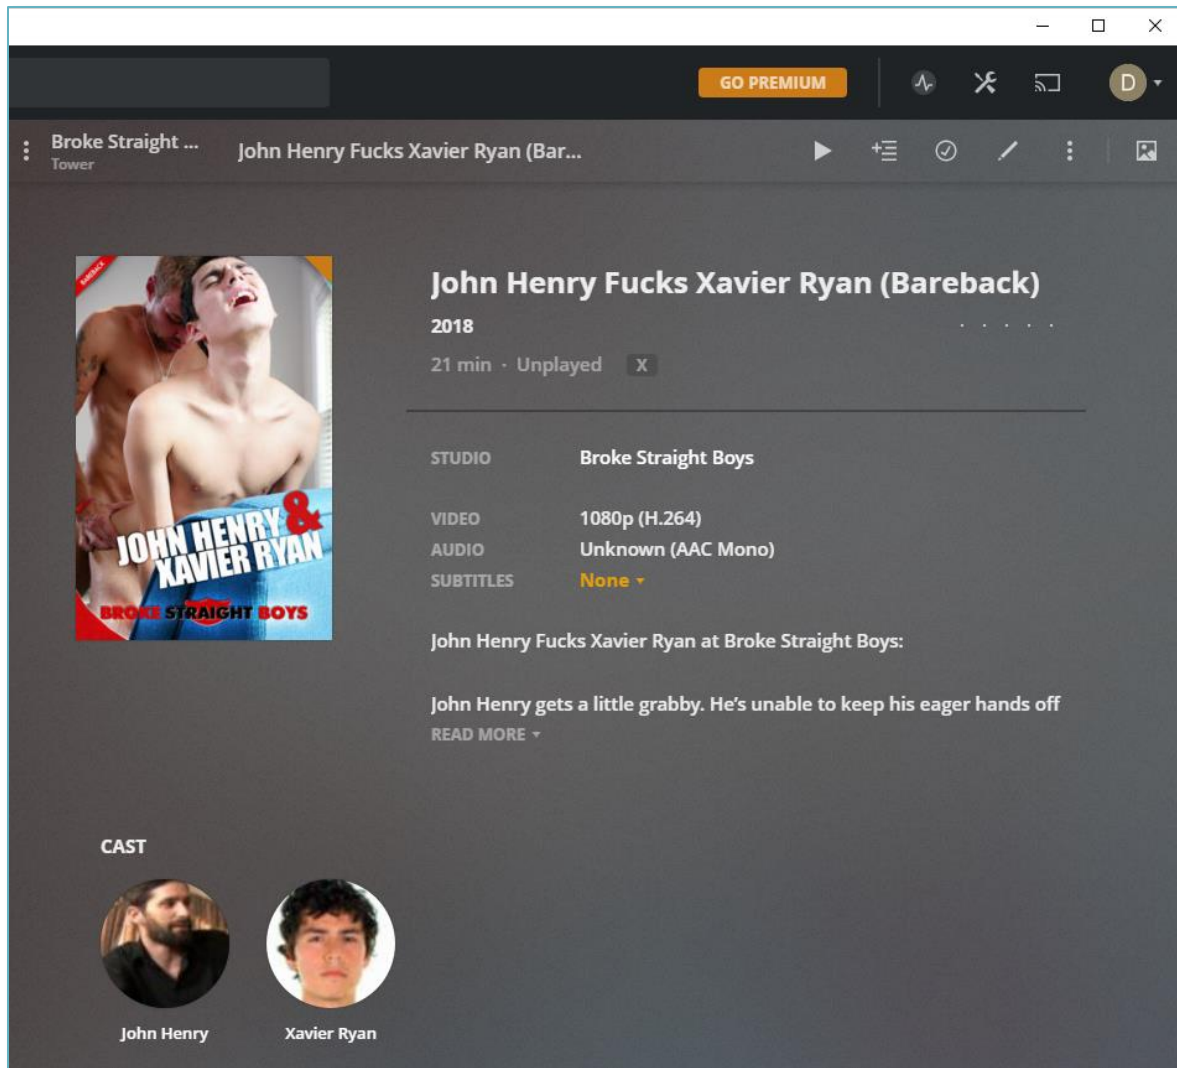 GO PREMIUM
D
Broke Straight ...
Tower
John Henry Fucks Xavier Ryan (Bar...
BAREBACK
JOHN HENRY &
XAVIER RYAN
BROKE STRAIGHT BOYS
John Henry Fucks Xavier Ryan (Bareback)
2018
21 min · Unplayed X
STUDIO Broke Straight Boys
VIDEO 1080p (H.264)
AUDIO Unknown (AAC Mono)
SUBTITLES None
John Henry Fucks Xavier Ryan at Broke Straight Boys:
John Henry gets a little grabby. He's unable to keep his eager hands off
READ MORE
CAST
John Henry Xavier Ryan